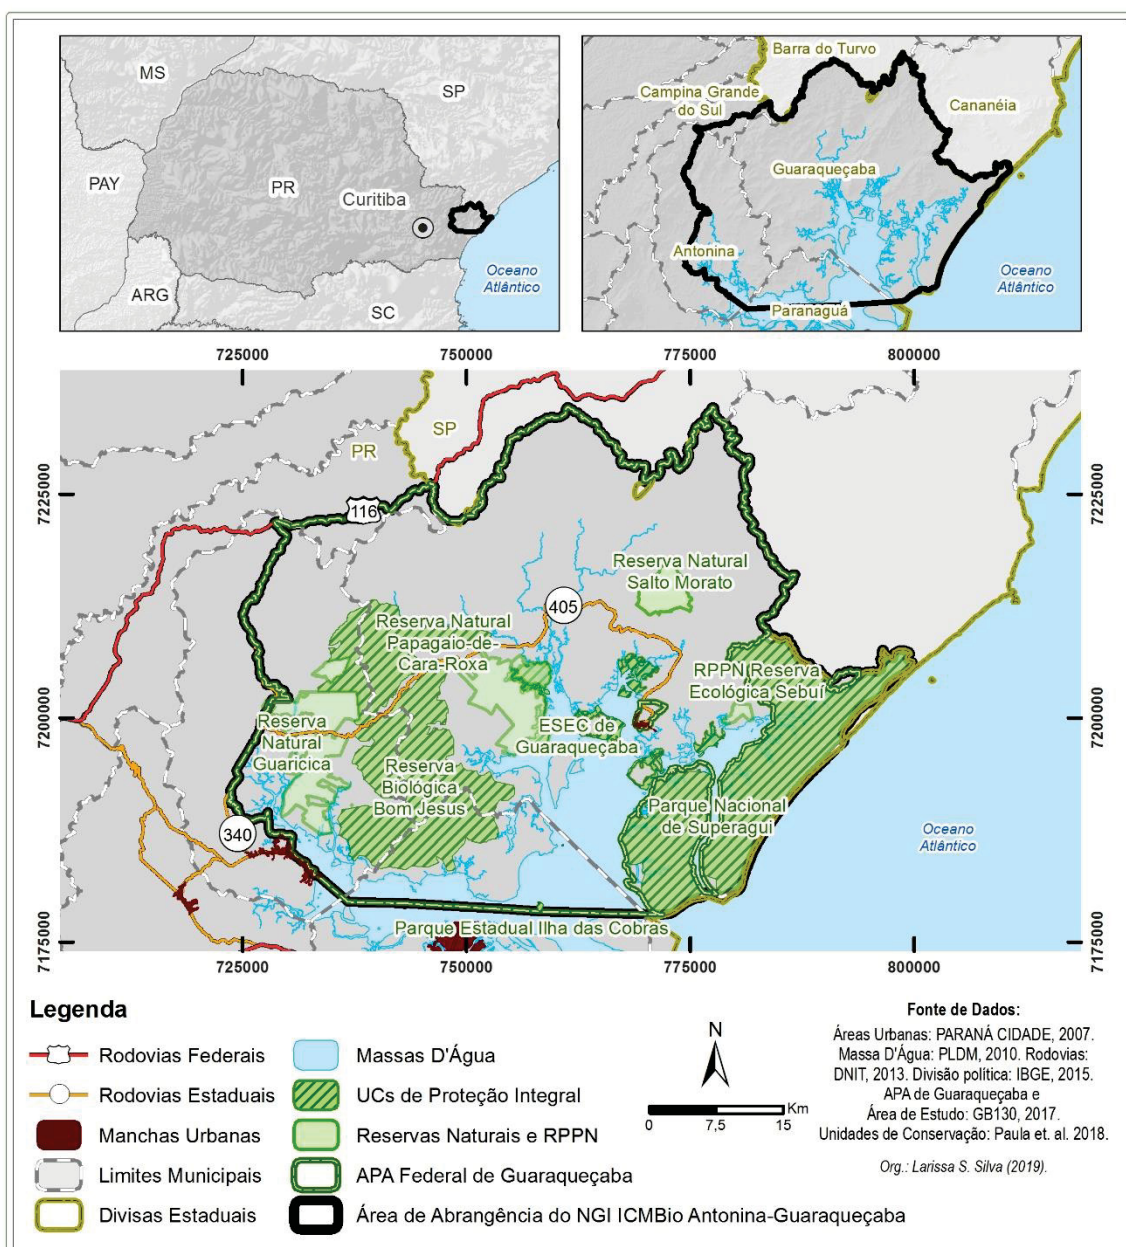 MS
SP
PAY
PR
Curitiba
ARG
SC
Oceano
Atlântico
Barra do Turvo
Campina Grande
do Sul
Cananéia
Guaraqueçaba
Antonina
Paranaguá
Oceano
Atlântico
725000
750000
775000
800000
SP
PR
7225000
7225000
116
Reserva Natural
Salto Morato
405
Reserva Natural
Papagaio-de-
Cara-Roxa
RPPN Reserva
Ecológica Sebuí
7200000
7200000
Reserva
Natural
Guaricica
ESEC de
Guaraqueçaba
Reserva
Biológica
Bom Jesus
Parque Nacional
de Superagui
340
Oceano
Atlântico
Parque Estadual Ilha das Cobras
7175000
7175000
725000
750000
775000
800000
Legenda
Rodovias Federais
Rodovias Estaduais
Manchas Urbanas
Limites Municipais
Divisas Estaduais
Massas D'Água
UCs de Proteção Integral
Reservas Naturais e RPPN
APA Federal de Guaraqueçaba
Área de Abrangência do NGI ICMBio Antonina-Guaraqueçaba
N
Km
0 7,5 15
Fonte de Dados:
Áreas Urbanas: PARANÁ CIDADE, 2007.
Massa D'Água: PLDM, 2010. Rodovias:
DNIT, 2013. Divisão política: IBGE, 2015.
APA de Guaraqueçaba e
Área de Estudo: GB130, 2017.
Unidades de Conservação: Paula et. al. 2018.
Org.: Larissa S. Silva (2019).